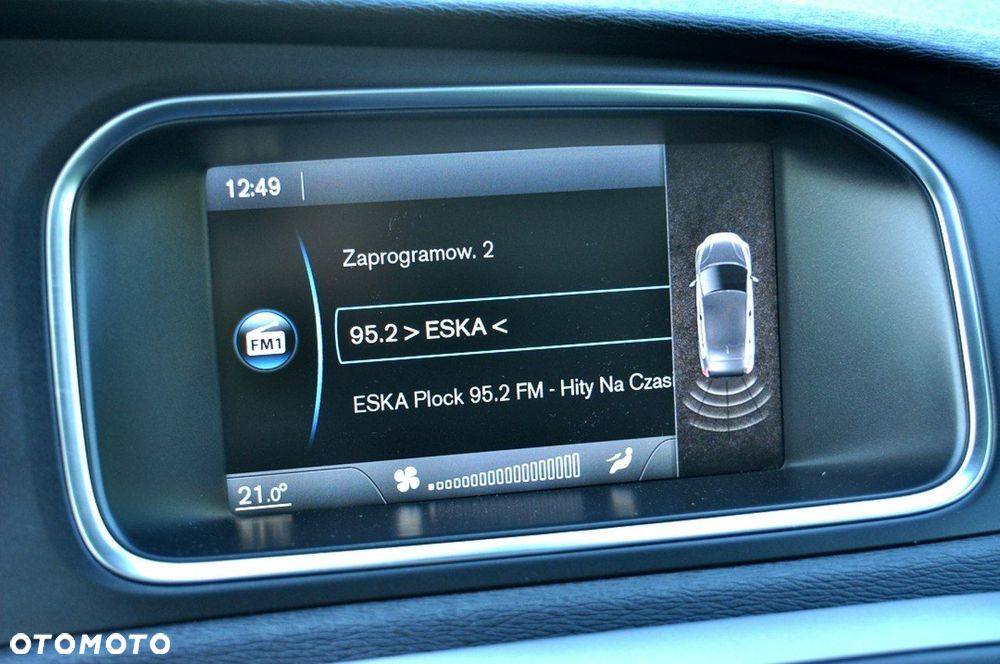 12:49
Zaprogramow. 2
FM1
95.2 > ESKA <
ESKA Plock 95.2 FM - Hity Na Czas
21.0°
OTOMOTO